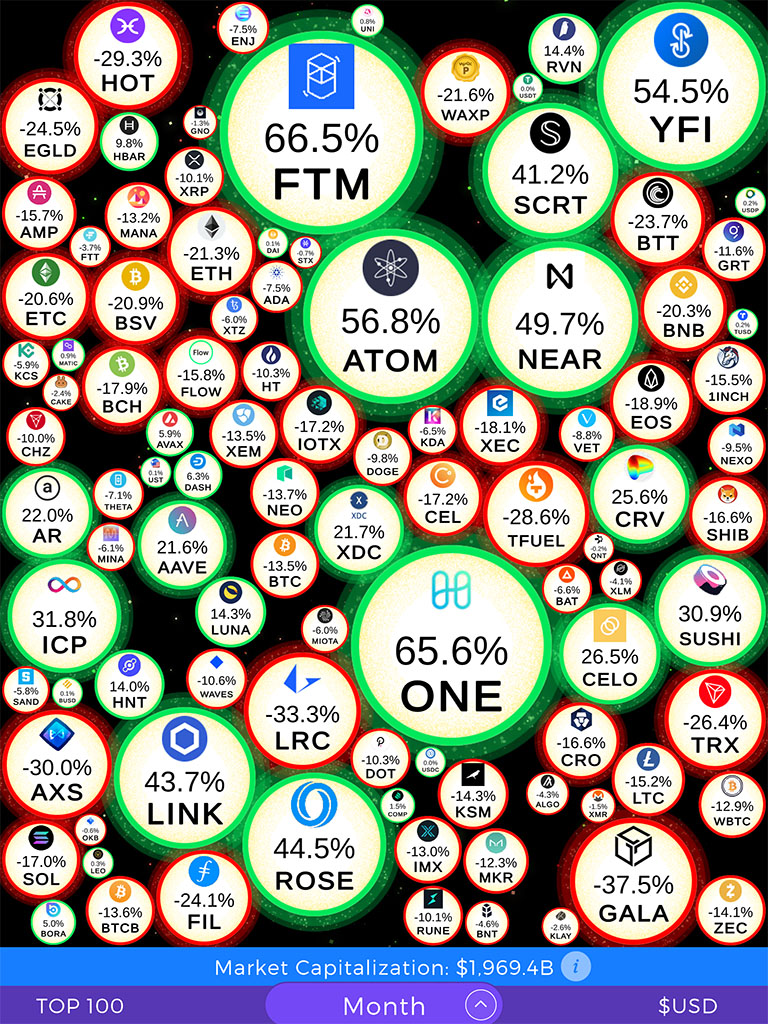 -7.5%
ENJ
0.8%
UNI
-29.3%
HOT
14.4%
RVN
54.5%
YFI
66.5%
FTM
-21.6%
WAXP
0.0%
USDT
-24.5%
EGLD
9.8%
HBAR
-1.3%
GNO
-10.1%
XRP
41.2%
SCRT
-15.7%
AMP
-13.2%
MANA
-3.7%
FTT
-21.3%
ETH
0.1%
DAI
-0.7%
STX
-23.7%
BTT
0.2%
USDP
-11.6%
GRT
-20.6%
ETC
-20.9%
BSV
-7.5%
ADA
-6.0%
XTZ
56.8%
ATOM
49.7%
NEAR
-20.3%
BNB
0.2%
TUSD
-5.9%
KCS
0.9%
MATIC
-2.4%
CAKE
-17.9%
BCH
Flow
-15.8%
FLOW
-10.3%
HT
-15.5%
1INCH
-10.0%
CHZ
5.9%
AVAX
-13.5%
XEM
-17.2%
IOTX
-9.8%
DOGE
-6.5%
KDA
-18.1%
XEC
-8.8%
VET
-18.9%
EOS
-9.5%
NEXO
22.0%
AR
-7.1%
THETA
0.1%
UST
6.3%
DASH
-13.7%
NEO
XDC
21.7%
XDC
-17.2%
CEL
-28.6%
TFUEL
25.6%
CRV
-16.6%
SHIB
-6.1%
MINA
21.6%
AAVE
-13.5%
BTC
-0.2%
QNT
-6.6%
BAT
-4.1%
XLM
31.8%
ICP
14.3%
LUNA
-6.0%
MIOTA
65.6%
ONE
26.5%
CELO
30.9%
SUSHI
-5.8%
SAND
0.1%
BUSD
14.0%
HNT
-10.6%
WAVES
-33.3%
LRC
-10.3%
DOT
0.0%
USDC
-16.6%
CRO
-26.4%
TRX
-30.0%
AXS
43.7%
LINK
44.5%
ROSE
1.5%
COMP
-14.3%
KSM
-4.3%
ALGO
-1.5%
XMR
-15.2%
LTC
-12.9%
WBTC
-17.0%
SOL
-0.6%
OKB
0.3%
LEO
-24.1%
FIL
-13.0%
IMX
-12.3%
MKR
-37.5%
GALA
5.0%
BORA
-13.6%
BTCB
-10.1%
RUNE
-4.6%
BNT
-2.6%
KLAY
-14.1%
ZEC
Market Capitalization: $1,969.4B i
TOP 100
Month
$USD